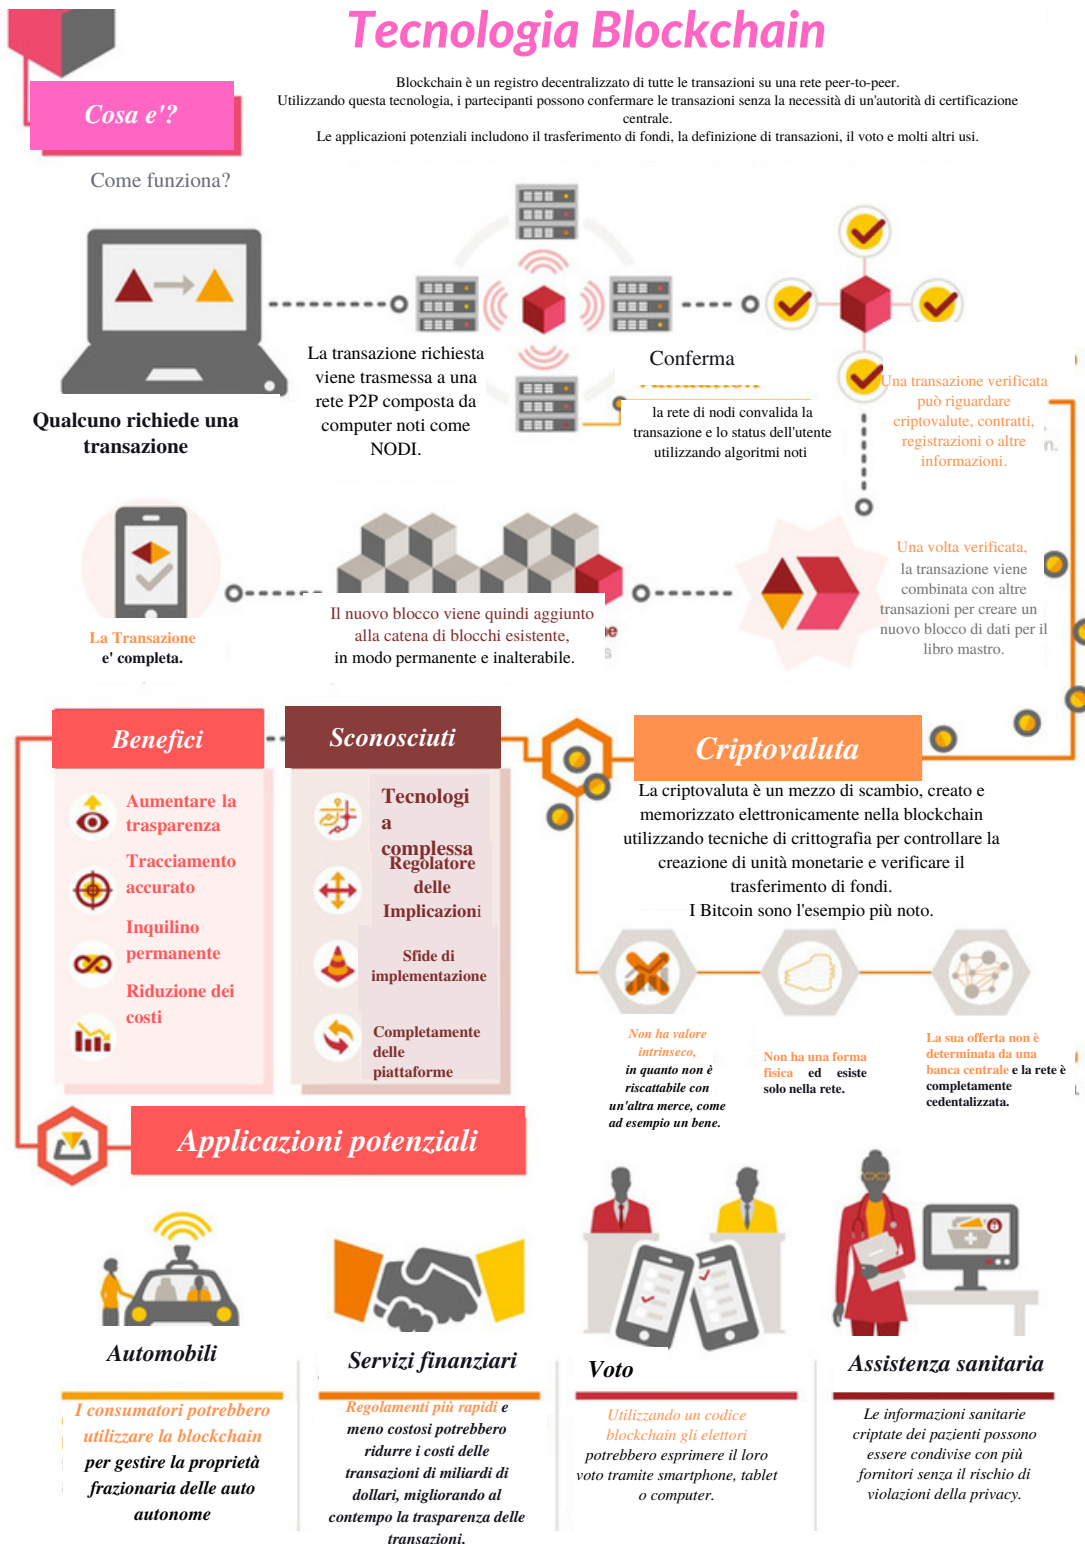 Tecnologia Blockchain
Blockchain è un registro decentralizzato di tutte le transazioni su una rete peer-to-peer.
Utilizzando questa tecnologia, i partecipanti possono confermare le transazioni senza la necessità di un'autorità di certificazione
centrale.
Le applicazioni potenziali includono il trasferimento di fondi, la definizione di transazioni, il voto e molti altri usi.
Cosa e'?
Come funziona?
Qualcuno richiede una
transazione
La transazione richiesta
viene trasmessa a una
rete P2P composta da
computer noti come
NODI.
Conferma
la rete di nodi convalida la
transazione e lo status dell'utente
utilizzando algoritmi noti
Una transazione verificata
può riguardare
criptovalute, contratti,
registrazioni o altre
informazioni.
Una volta verificata,
la transazione viene
combinata con altre
transazioni per creare un
nuovo blocco di dati per il
libro mastro.
Il nuovo blocco viene quindi aggiunto
alla catena di blocchi esistente,
in modo permanente e inalterabile.
La Transazione
e' completa.
Benefici
Aumentare la
trasparenza
Tracciamento
accurato
Inquilino
permanente
Riduzione dei
costi
Sconosciuti
Tecnologi
a
complessa
Regolatore
delle
Implicazioni
Sfide di
implementazione
Completamente
delle
piattaforme
Criptovaluta
La criptovaluta è un mezzo di scambio, creato e
memorizzato elettronicamente nella blockchain
utilizzando tecniche di crittografia per controllare la
creazione di unità monetarie e verificare il
trasferimento di fondi.
I Bitcoin sono l'esempio più noto.
Non ha valore
intrinseco,
in quanto non è
riscattabile con
un'altra merce, come
ad esempio un bene.
Non ha una forma
fisica ed esiste
solo nella rete.
La sua offerta non è
determinata da una
banca centrale e la rete è
completamente
cedentalizzata.
Applicazioni potenziali
Automobili
I consumatori potrebbero
utilizzare la blockchain
per gestire la proprietà
frazionaria delle auto
autonome
Servizi finanziari
Regolamenti più rapidi e
meno costosi potrebbero
ridurre i costi delle
transazioni di miliardi di
dollari, migliorando al
contempo la trasparenza delle
transazioni.
Voto
Utilizzando un codice
blockchain gli elettori
potrebbero esprimere il loro
voto tramite smartphone, tablet
o computer.
Assistenza sanitaria
Le informazioni sanitarie
criptate dei pazienti possono
essere condivise con più
fornitori senza il rischio di
violazioni della privacy.